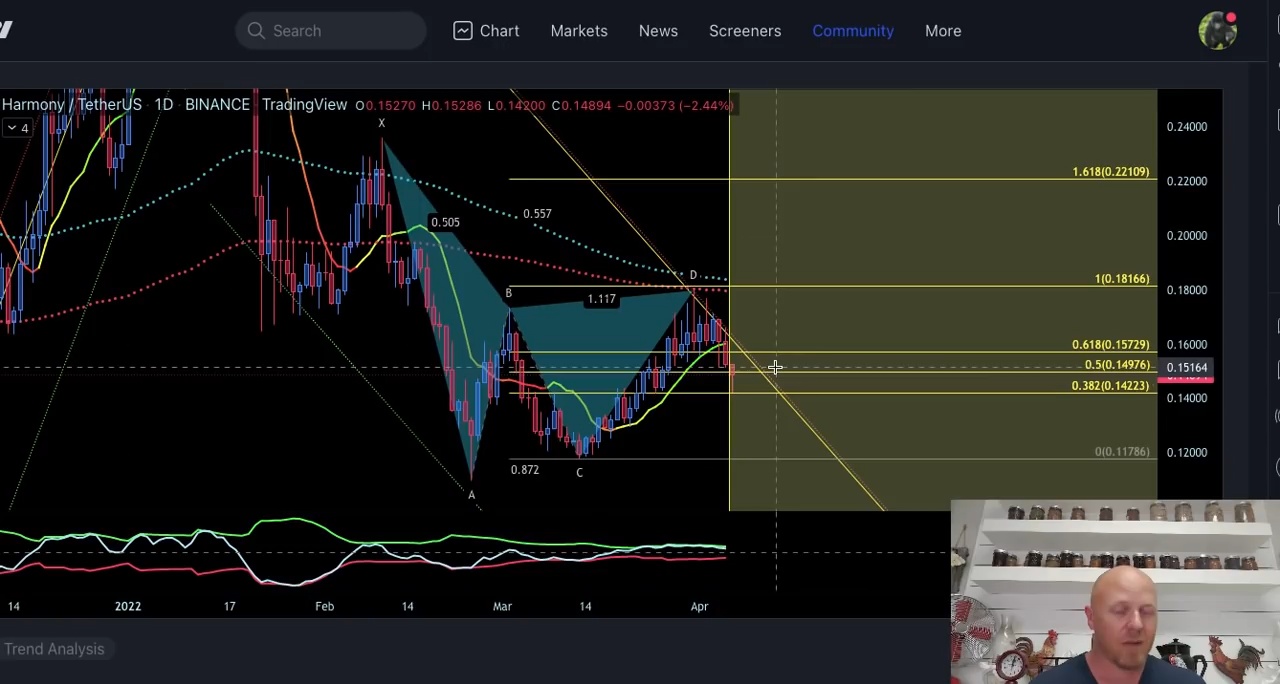 Search
Chart
Markets
News
Screeners
Community
More
Harmony / TetherUS · 1D · BINANCE · TradingView O0.15270 H0.15286 L0.14200 C0.14894 −0.00373 (−2.44%)
4
X
0.505
0.557
B
1.117
D
0.872
C
A
1.618(0.22109)
1(0.18166)
0.618(0.15729)
0.5(0.14976)
0.382(0.14223)
0(0.11786)
0.24000
0.22000
0.20000
0.18000
0.16000
0.15164
0.14000
0.12000
14
2022
17
Feb
14
Mar
14
Apr
Trend Analysis